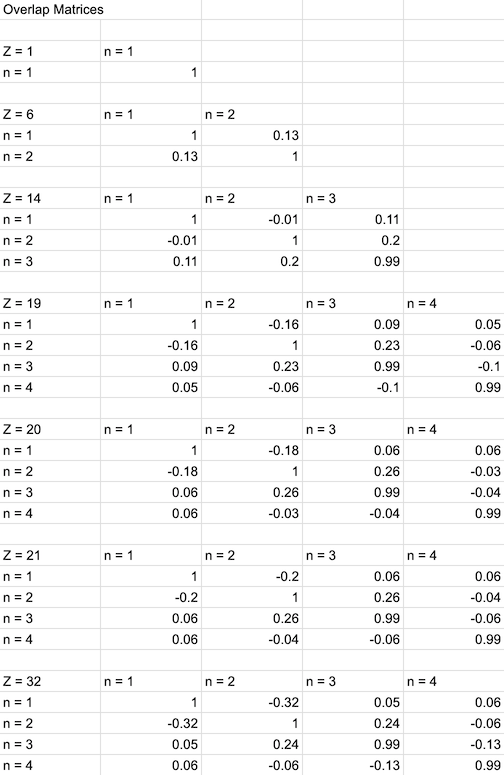 Overlap Matrices
Z = 1 n = 1
n = 1 1
Z = 6 n = 1 n = 2
n = 1 1 0.13
n = 2 0.13 1
Z = 14 n = 1 n = 2 n = 3
n = 1 1 -0.01 0.11
n = 2 -0.01 1 0.2
n = 3 0.11 0.2 0.99
Z = 19 n = 1 n = 2 n = 3 n = 4
n = 1 1 -0.16 0.09 0.05
n = 2 -0.16 1 0.23 -0.06
n = 3 0.09 0.23 0.99 -0.1
n = 4 0.05 -0.06 -0.1 0.99
Z = 20 n = 1 n = 2 n = 3 n = 4
n = 1 1 -0.18 0.06 0.06
n = 2 -0.18 1 0.26 -0.03
n = 3 0.06 0.26 0.99 -0.04
n = 4 0.06 -0.03 -0.04 0.99
Z = 21 n = 1 n = 2 n = 3 n = 4
n = 1 1 -0.2 0.06 0.06
n = 2 -0.2 1 0.26 -0.04
n = 3 0.06 0.26 0.99 -0.06
n = 4 0.06 -0.04 -0.06 0.99
Z = 32 n = 1 n = 2 n = 3 n = 4
n = 1 1 -0.32 0.05 0.06
n = 2 -0.32 1 0.24 -0.06
n = 3 0.05 0.24 0.99 -0.13
n = 4 0.06 -0.06 -0.13 0.99